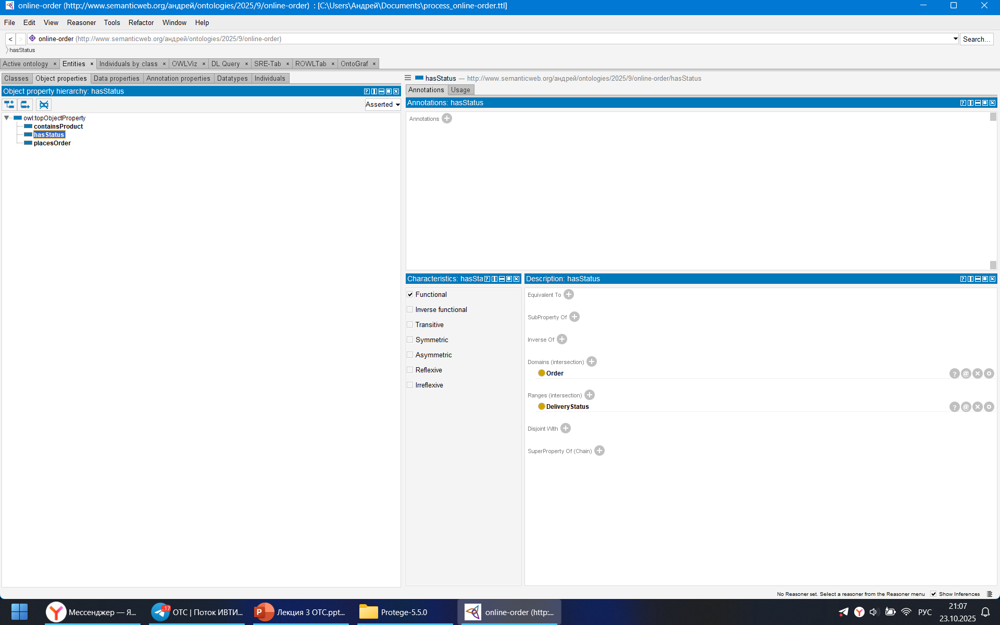 online-order (http://www.semanticweb.org/андрей/ontologies/2025/9/online-order) : [C:\Users\Андрей\Documents\process_online-order.ttl]
File Edit View Reasoner Tools Refactor Window Help
< > online-order (http://www.semanticweb.org/андрей/ontologies/2025/9/online-order) Search...
hasStatus
Active ontology × Entities × Individuals by class × OWLViz × DL Query × SRE-Tab × ROWLTab × OntoGraf ×
Classes Object properties Data properties Annotation properties Datatypes Individuals
Object property hierarchy: hasStatus
Asserted
owl:topObjectProperty
containsProduct
hasStatus
placesOrder
hasStatus — http://www.semanticweb.org/андрей/ontologies/2025/9/online-order/hasStatus
Annotations Usage
Annotations: hasStatus
Annotations
Characteristics: hasSta
Functional
Inverse functional
Transitive
Symmetric
Asymmetric
Reflexive
Irreflexive
Description: hasStatus
Equivalent To
SubProperty Of
Inverse Of
Domains (intersection)
Order
Ranges (intersection)
DeliveryStatus
Disjoint With
SuperProperty Of (Chain)
No Reasoner set. Select a reasoner from the Reasoner menu Show Inferences
Мессенджер — Я... ..17 ОТС | Поток ИВТИ... P Лекция 3 ОТС.ppt... Protege-5.5.0 online-order (http:... РУС 21:07
23.10.2025